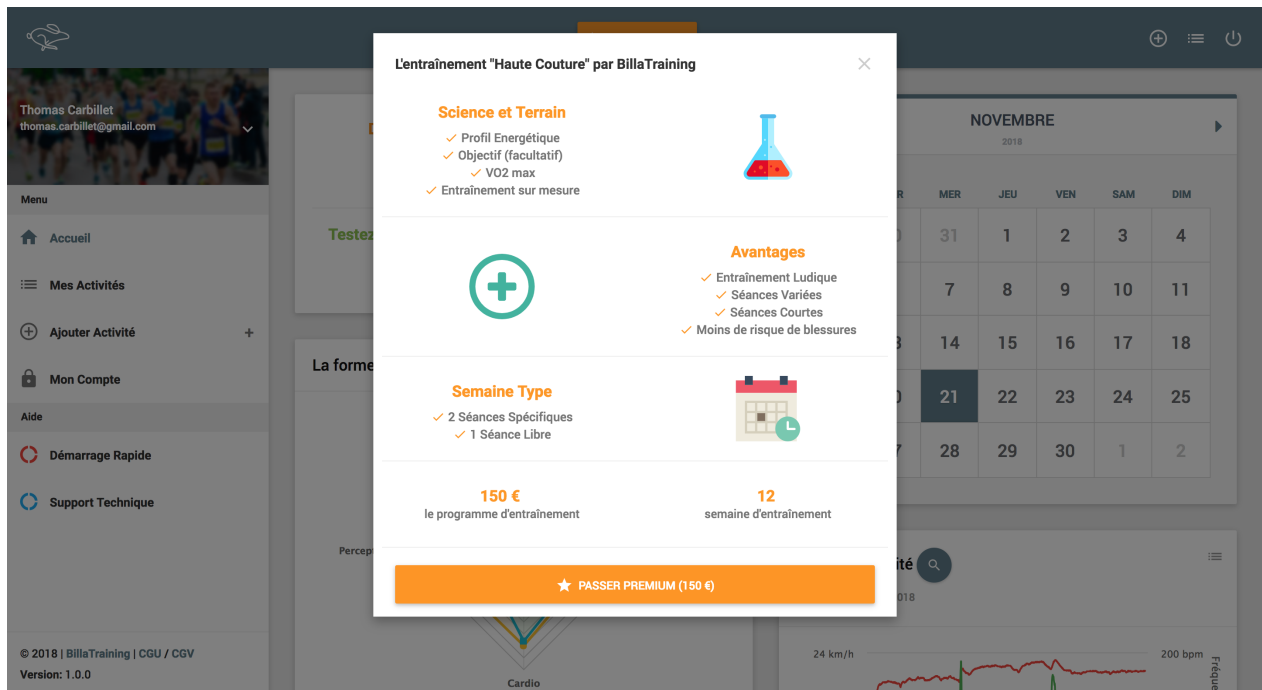 L'entraînement "Haute Couture" par BillaTraining
Thomas Carbillet
thomas.carbillet@gmail.com
Menu
Accueil
Mes Activités
Ajouter Activité
Mon Compte
Aide
Démarrage Rapide
Support Technique
© 2018 | BillaTraining | CGU / CGV
Version: 1.0.0
Testez
La forme
Percept
Cardio
Science et Terrain
Profil Energétique
Objectif (facultatif)
VO2 max
Entraînement sur mesure
Avantages
Entraînement Ludique
Séances Variées
Séances Courtes
Moins de risque de blessures
Semaine Type
2 Séances Spécifiques
1 Séance Libre
150 €
le programme d'entraînement
12
semaine d'entraînement
PASSER PREMIUM (150 €)
NOVEMBRE
2018
R MER JEU VEN SAM DIM
31 1 2 3 4
7 8 9 10 11
14 15 16 17 18
21 22 23 24 25
28 29 30 1 2
ité
2018
24 km/h
200 bpm
Fréque